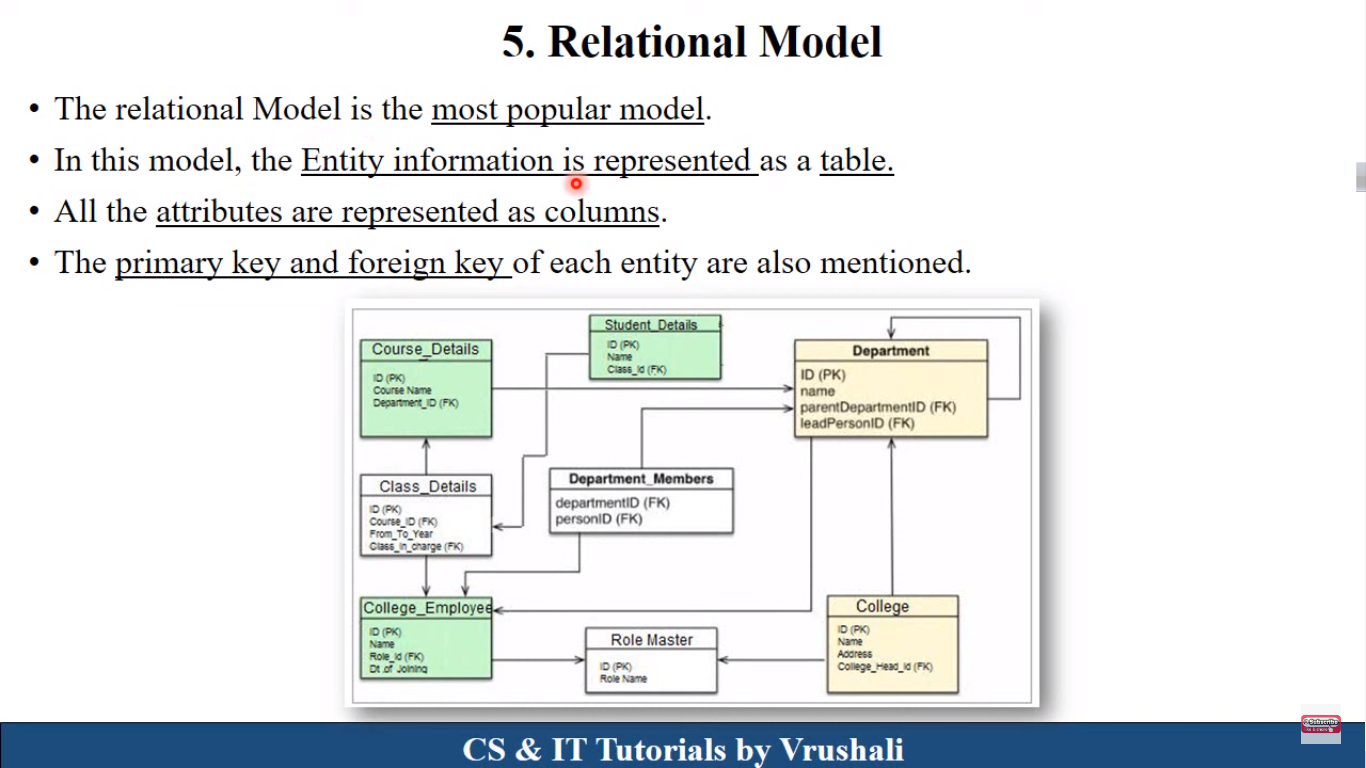 5. Relational Model
• The relational Model is the most popular model.
• In this model, the Entity information is represented as a table.
• All the attributes are represented as columns.
• The primary key and foreign key of each entity are also mentioned.
Student_Details
ID (PK)
Name
Class_Id (FK)
Course_Details
ID (PK)
Course Name
Department_ID (FK)
Department
ID (PK)
name
parentDepartmentID (FK)
leadPersonID (FK)
Class_Details
ID (PK)
Course_ID (FK)
From_To_Year
Class_In_charge (FK)
Department_Members
departmentID (FK)
personID (FK)
College_Employee
ID (PK)
Name
Role_Id (FK)
Dt_of_Joining
Role Master
ID (PK)
Role Name
College
ID (PK)
Name
Address
College_Head_Id (FK)
Subscribe
CS & IT Tutorials by Vrushali